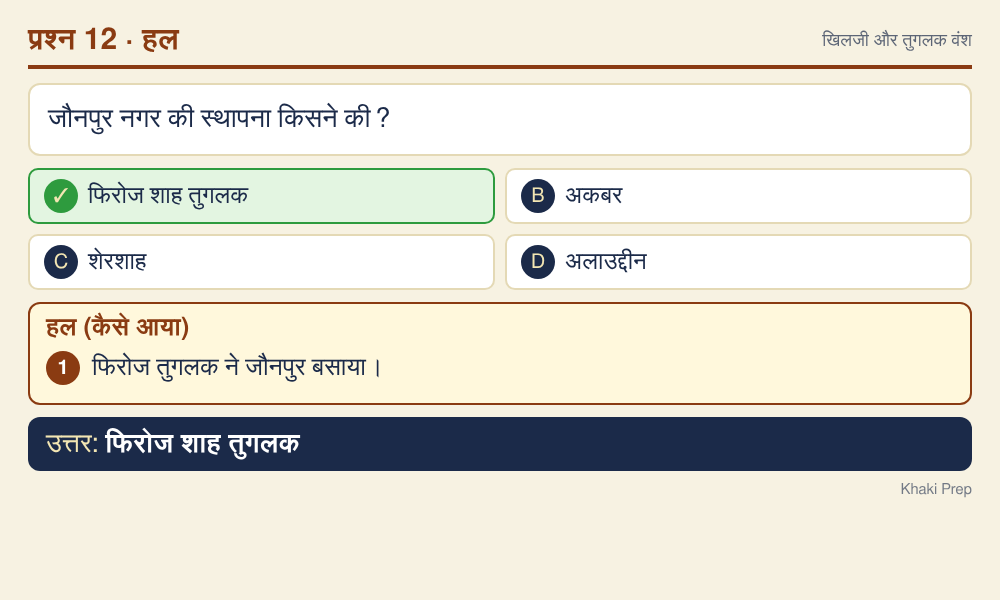 प्रश्न 12 · हल
खिलजी और तुगलक वंश
जौनपुर नगर की स्थापना किसने की ?
✓ फिरोज शाह तुगलक
B अकबर
C शेरशाह
D अलाउद्दीन
हल (कैसे आया)
1 फिरोज तुगलक ने जौनपुर बसाया।
उत्तर: फिरोज शाह तुगलक
Khaki Prep